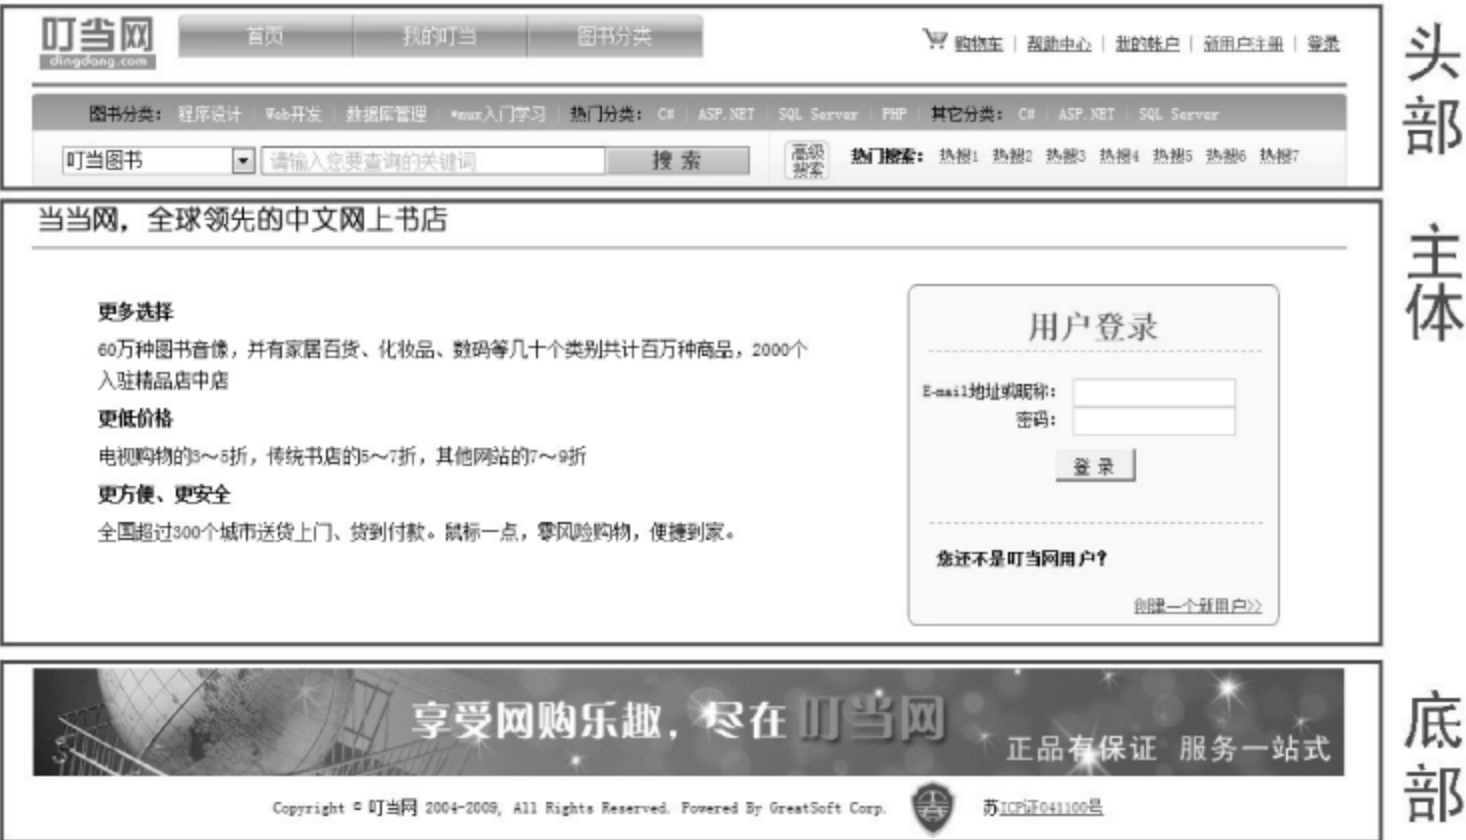 叮当网
dingdang.com
首页 我的叮当 图书分类
购物车 | 帮助中心 | 我的帐户 | 新用户注册 | 登录
图书分类: 程序设计 Web开发 数据库管理 入门学习 热门分类: C# ASP.NET SQL Server PHP 其它分类: C# ASP.NET SQL Server
叮当图书 请输入您要查询的关键词 搜索 高级搜索 热门搜索: 热搜1 热搜2 热搜3 热搜4 热搜5 热搜6 热搜7
头部
当当网，全球领先的中文网上书店
主体
更多选择
60万种图书音像，并有家居百货、化妆品、数码等几十个类别共计百万种商品，2000个
入驻精品店中店
更低价格
电视购物的3～5折，传统书店的5～7折，其他网站的7～9折
更方便、更安全
全国超过300个城市送货上门、货到付款。鼠标一点，零风险购物，便捷到家。
用户登录
E-mail地址或昵称:
密码:
登录
您还不是叮当网用户?
创建一个新用户>>
享受网购乐趣，尽在叮当网
正品有保证 服务一站式
底部
Copyright © 叮当网 2004-2009, All Rights Reserved. Powered By GreatSoft Corp.
苏ICP证041100号